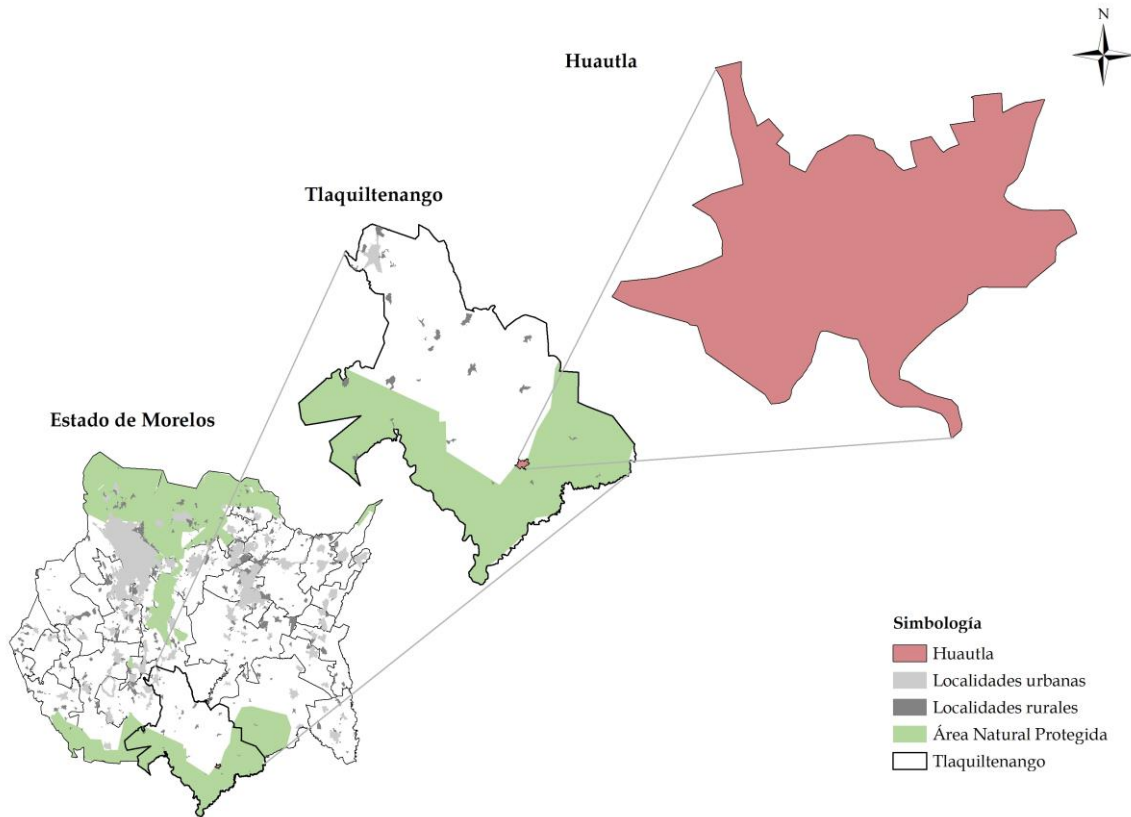 N
Huautla
Tlaquiltenango
Estado de Morelos
Simbología
Huautla
Localidades urbanas
Localidades rurales
Área Natural Protegida
Tlaquiltenango